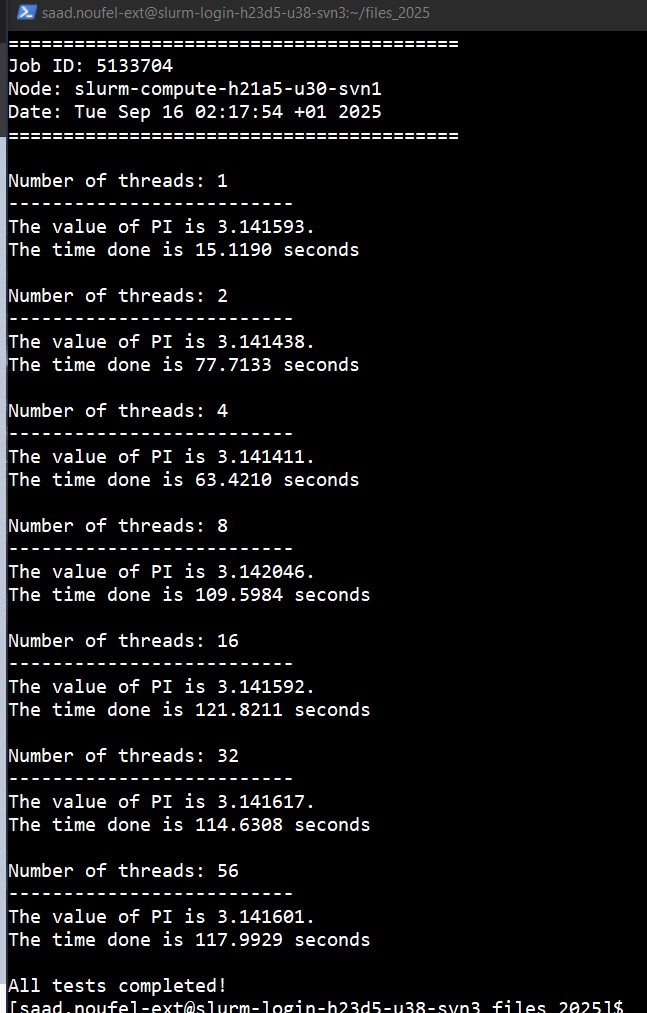 saad.noufel-ext@slurm-login-h23d5-u38-svn3:~/files_2025
=========================================
Job ID: 5133704
Node: slurm-compute-h21a5-u30-svn1
Date: Tue Sep 16 02:17:54 +01 2025
=========================================
Number of threads: 1
--------------------------
The value of PI is 3.141593.
The time done is 15.1190 seconds
Number of threads: 2
--------------------------
The value of PI is 3.141438.
The time done is 77.7133 seconds
Number of threads: 4
--------------------------
The value of PI is 3.141411.
The time done is 63.4210 seconds
Number of threads: 8
--------------------------
The value of PI is 3.142046.
The time done is 109.5984 seconds
Number of threads: 16
--------------------------
The value of PI is 3.141592.
The time done is 121.8211 seconds
Number of threads: 32
--------------------------
The value of PI is 3.141617.
The time done is 114.6308 seconds
Number of threads: 56
--------------------------
The value of PI is 3.141601.
The time done is 117.9929 seconds
All tests completed!
[saad.noufel-ext@slurm-login-h23d5-u38-svn3 files_2025]$